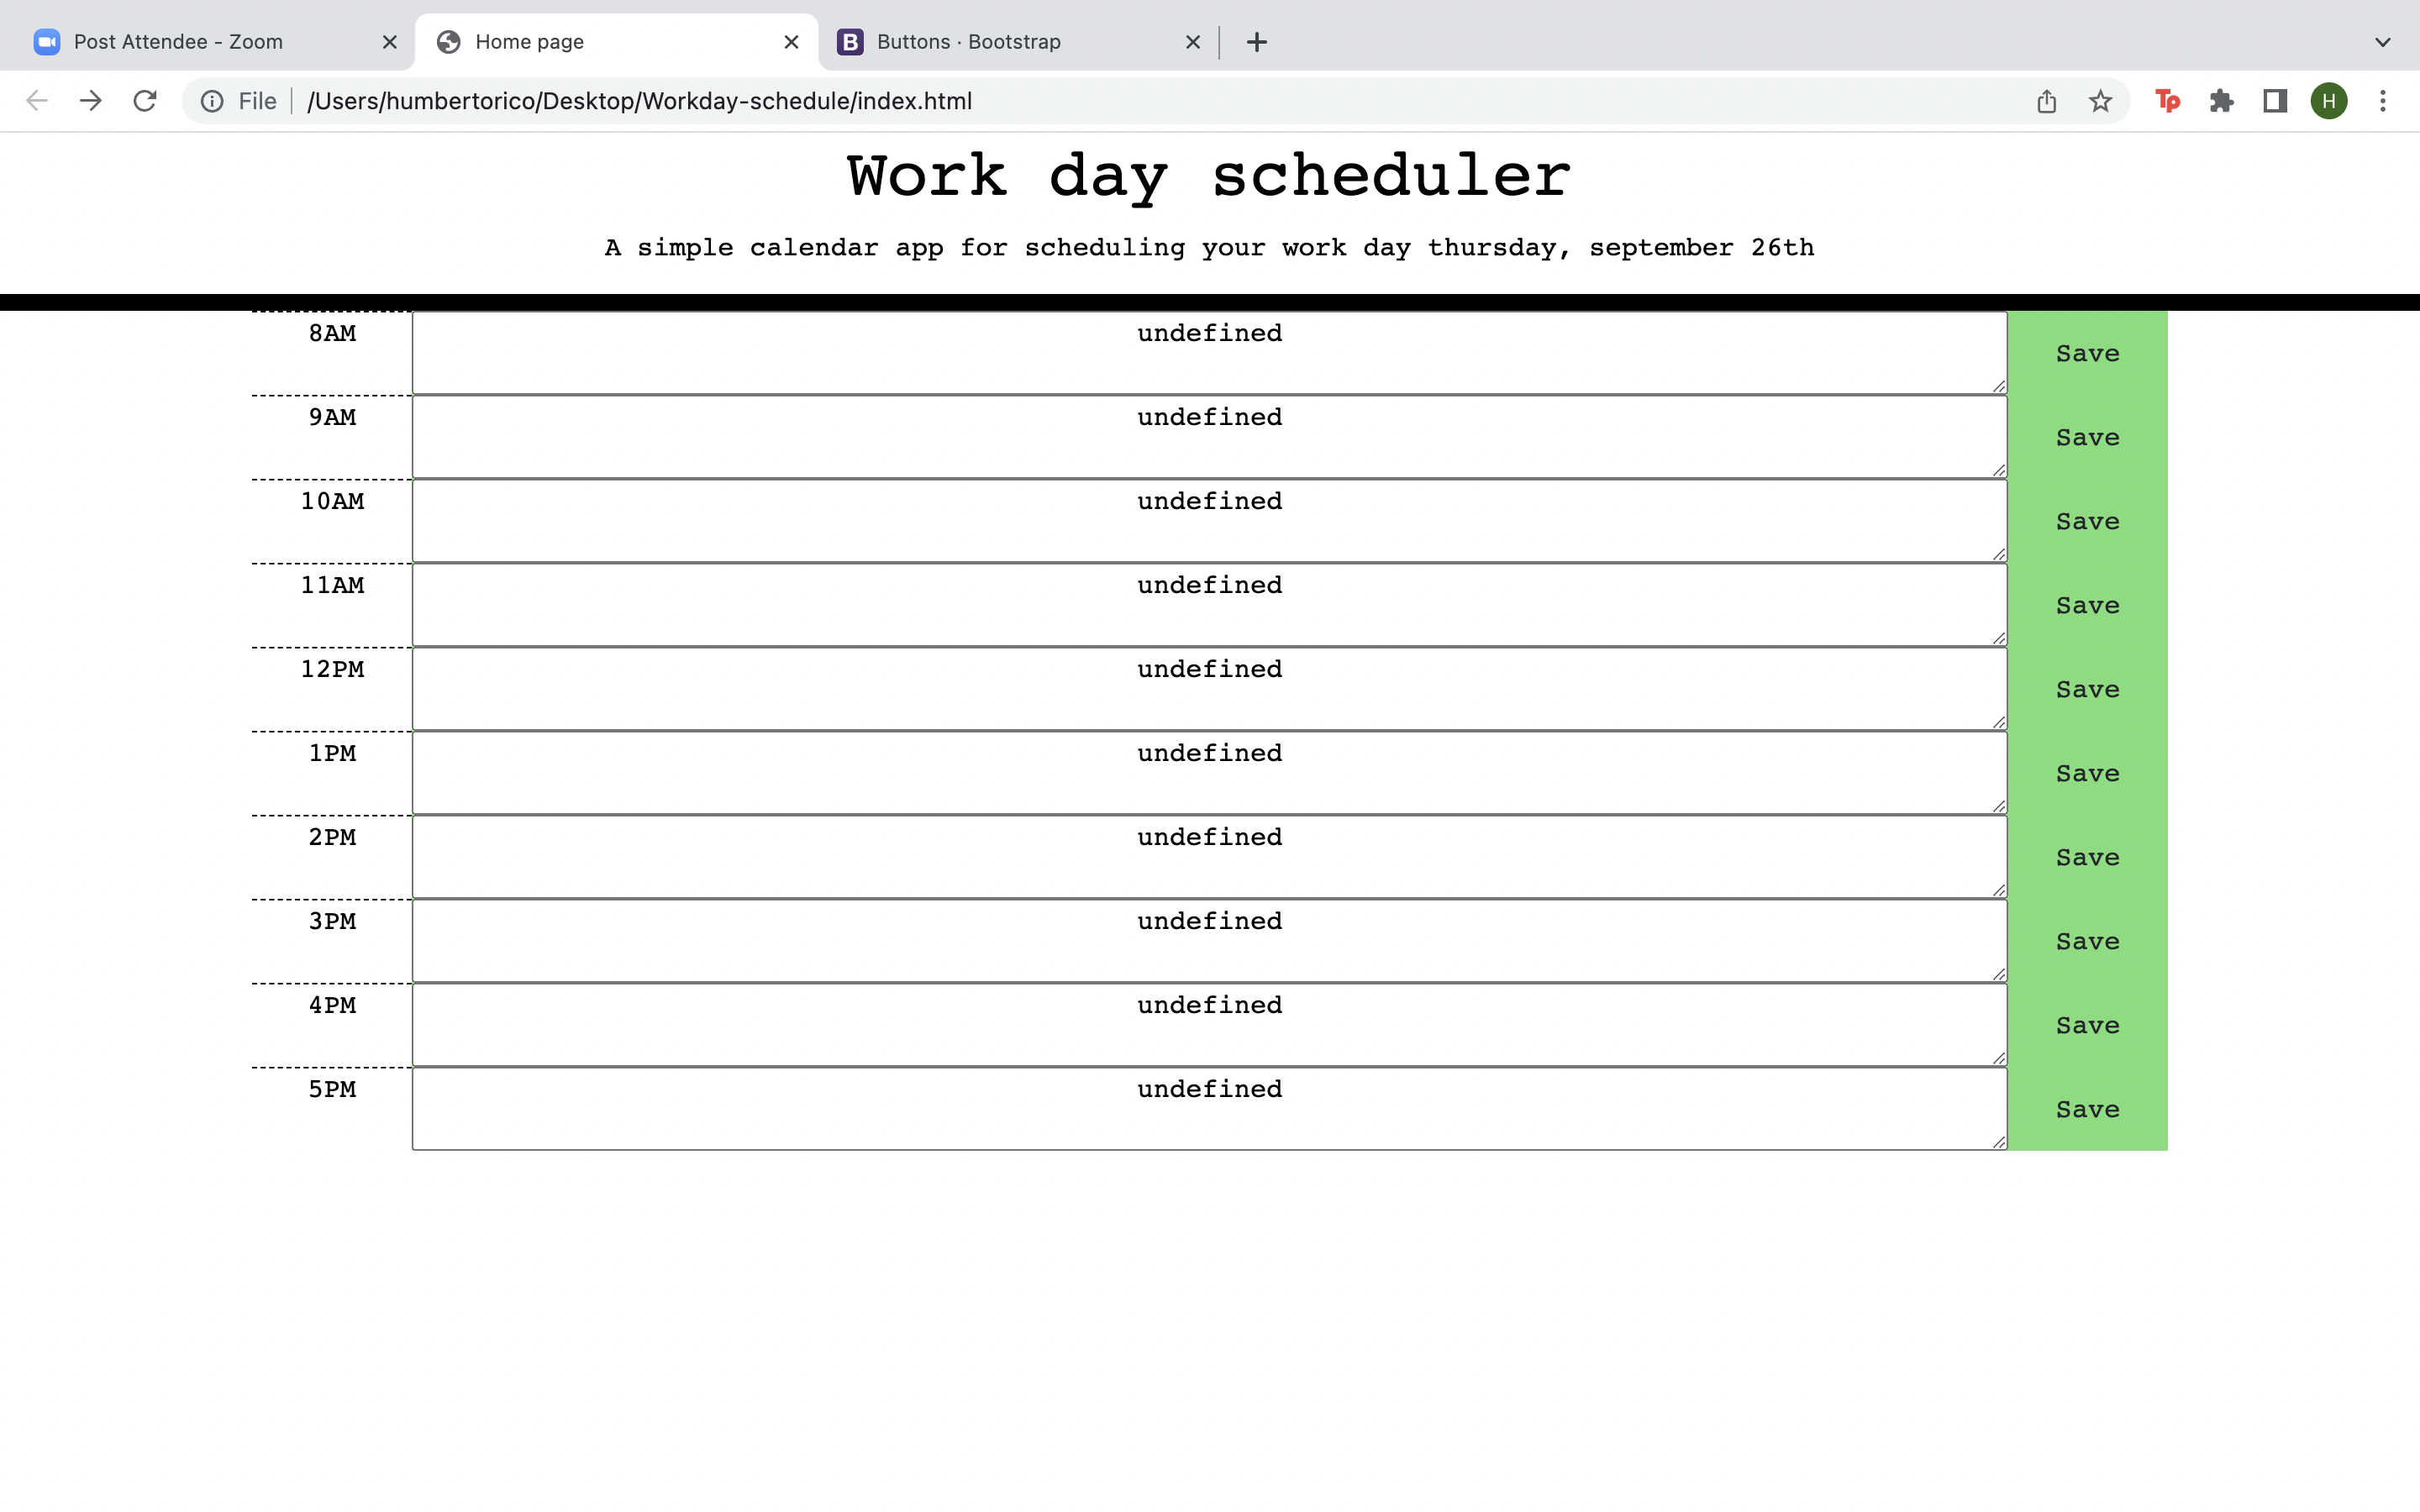 Post Attendee - Zoom
Home page
Buttons · Bootstrap
File /Users/humbertorico/Desktop/Workday-schedule/index.html
Tp
H
Work day scheduler
A simple calendar app for scheduling your work day thursday, september 26th
8AM undefined Save
9AM undefined Save
10AM undefined Save
11AM undefined Save
12PM undefined Save
1PM undefined Save
2PM undefined Save
3PM undefined Save
4PM undefined Save
5PM undefined Save